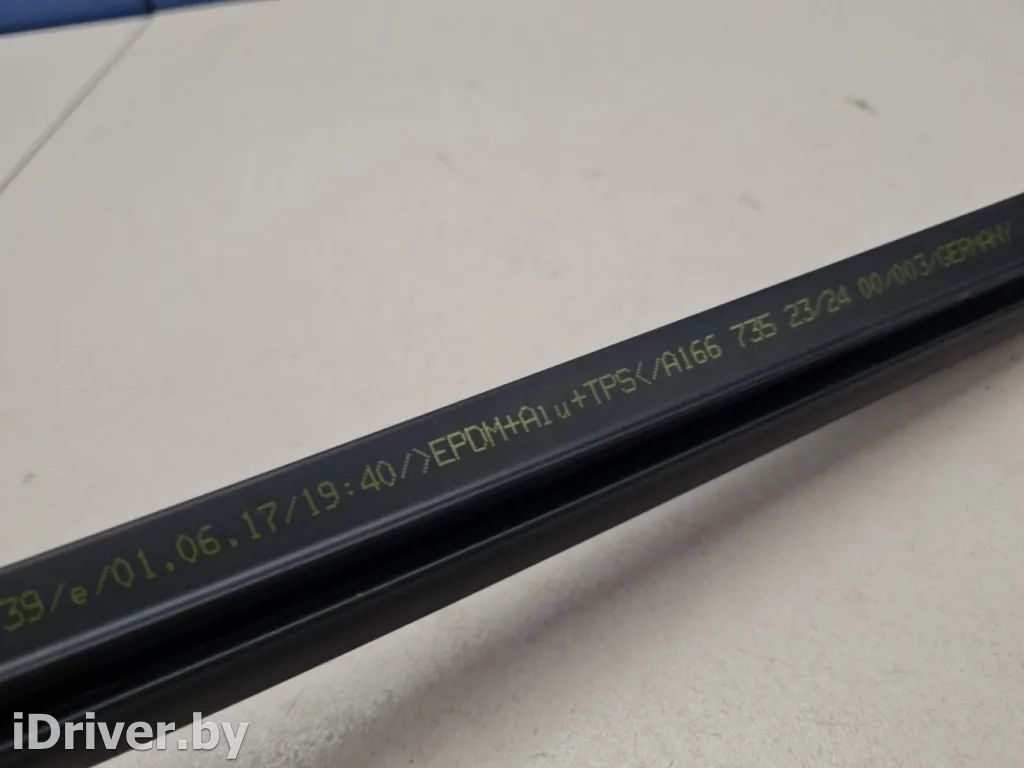 39/e/01.06.17/19:40/>EPDM+Alu+TPS</A166 735 23/24 00/003/GERMANY
iDriver.by